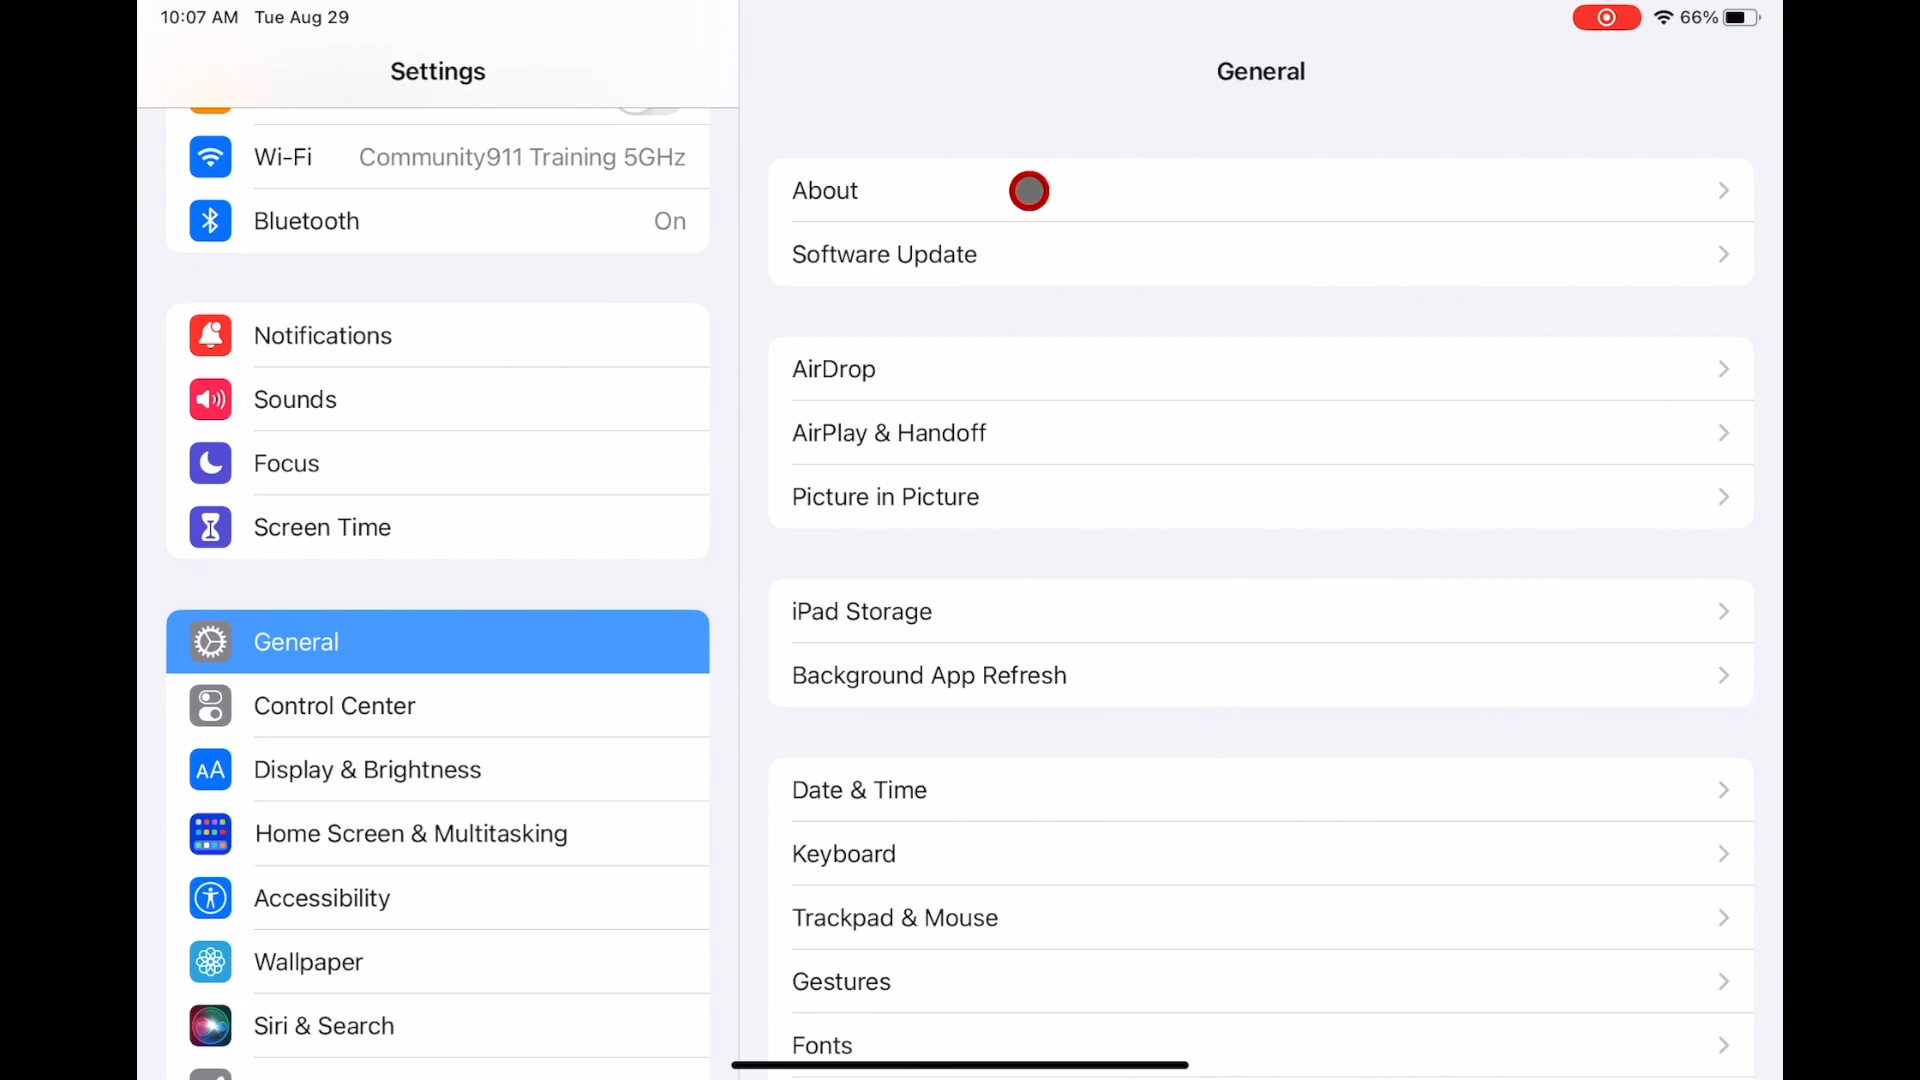 10:07 AM Tue Aug 29
66%
Settings
Wi-Fi Community911 Training 5GHz
Bluetooth On
Notifications
Sounds
Focus
Screen Time
General
Control Center
AA Display & Brightness
Home Screen & Multitasking
Accessibility
Wallpaper
Siri & Search
General
About
Software Update
AirDrop
AirPlay & Handoff
Picture in Picture
iPad Storage
Background App Refresh
Date & Time
Keyboard
Trackpad & Mouse
Gestures
Fonts